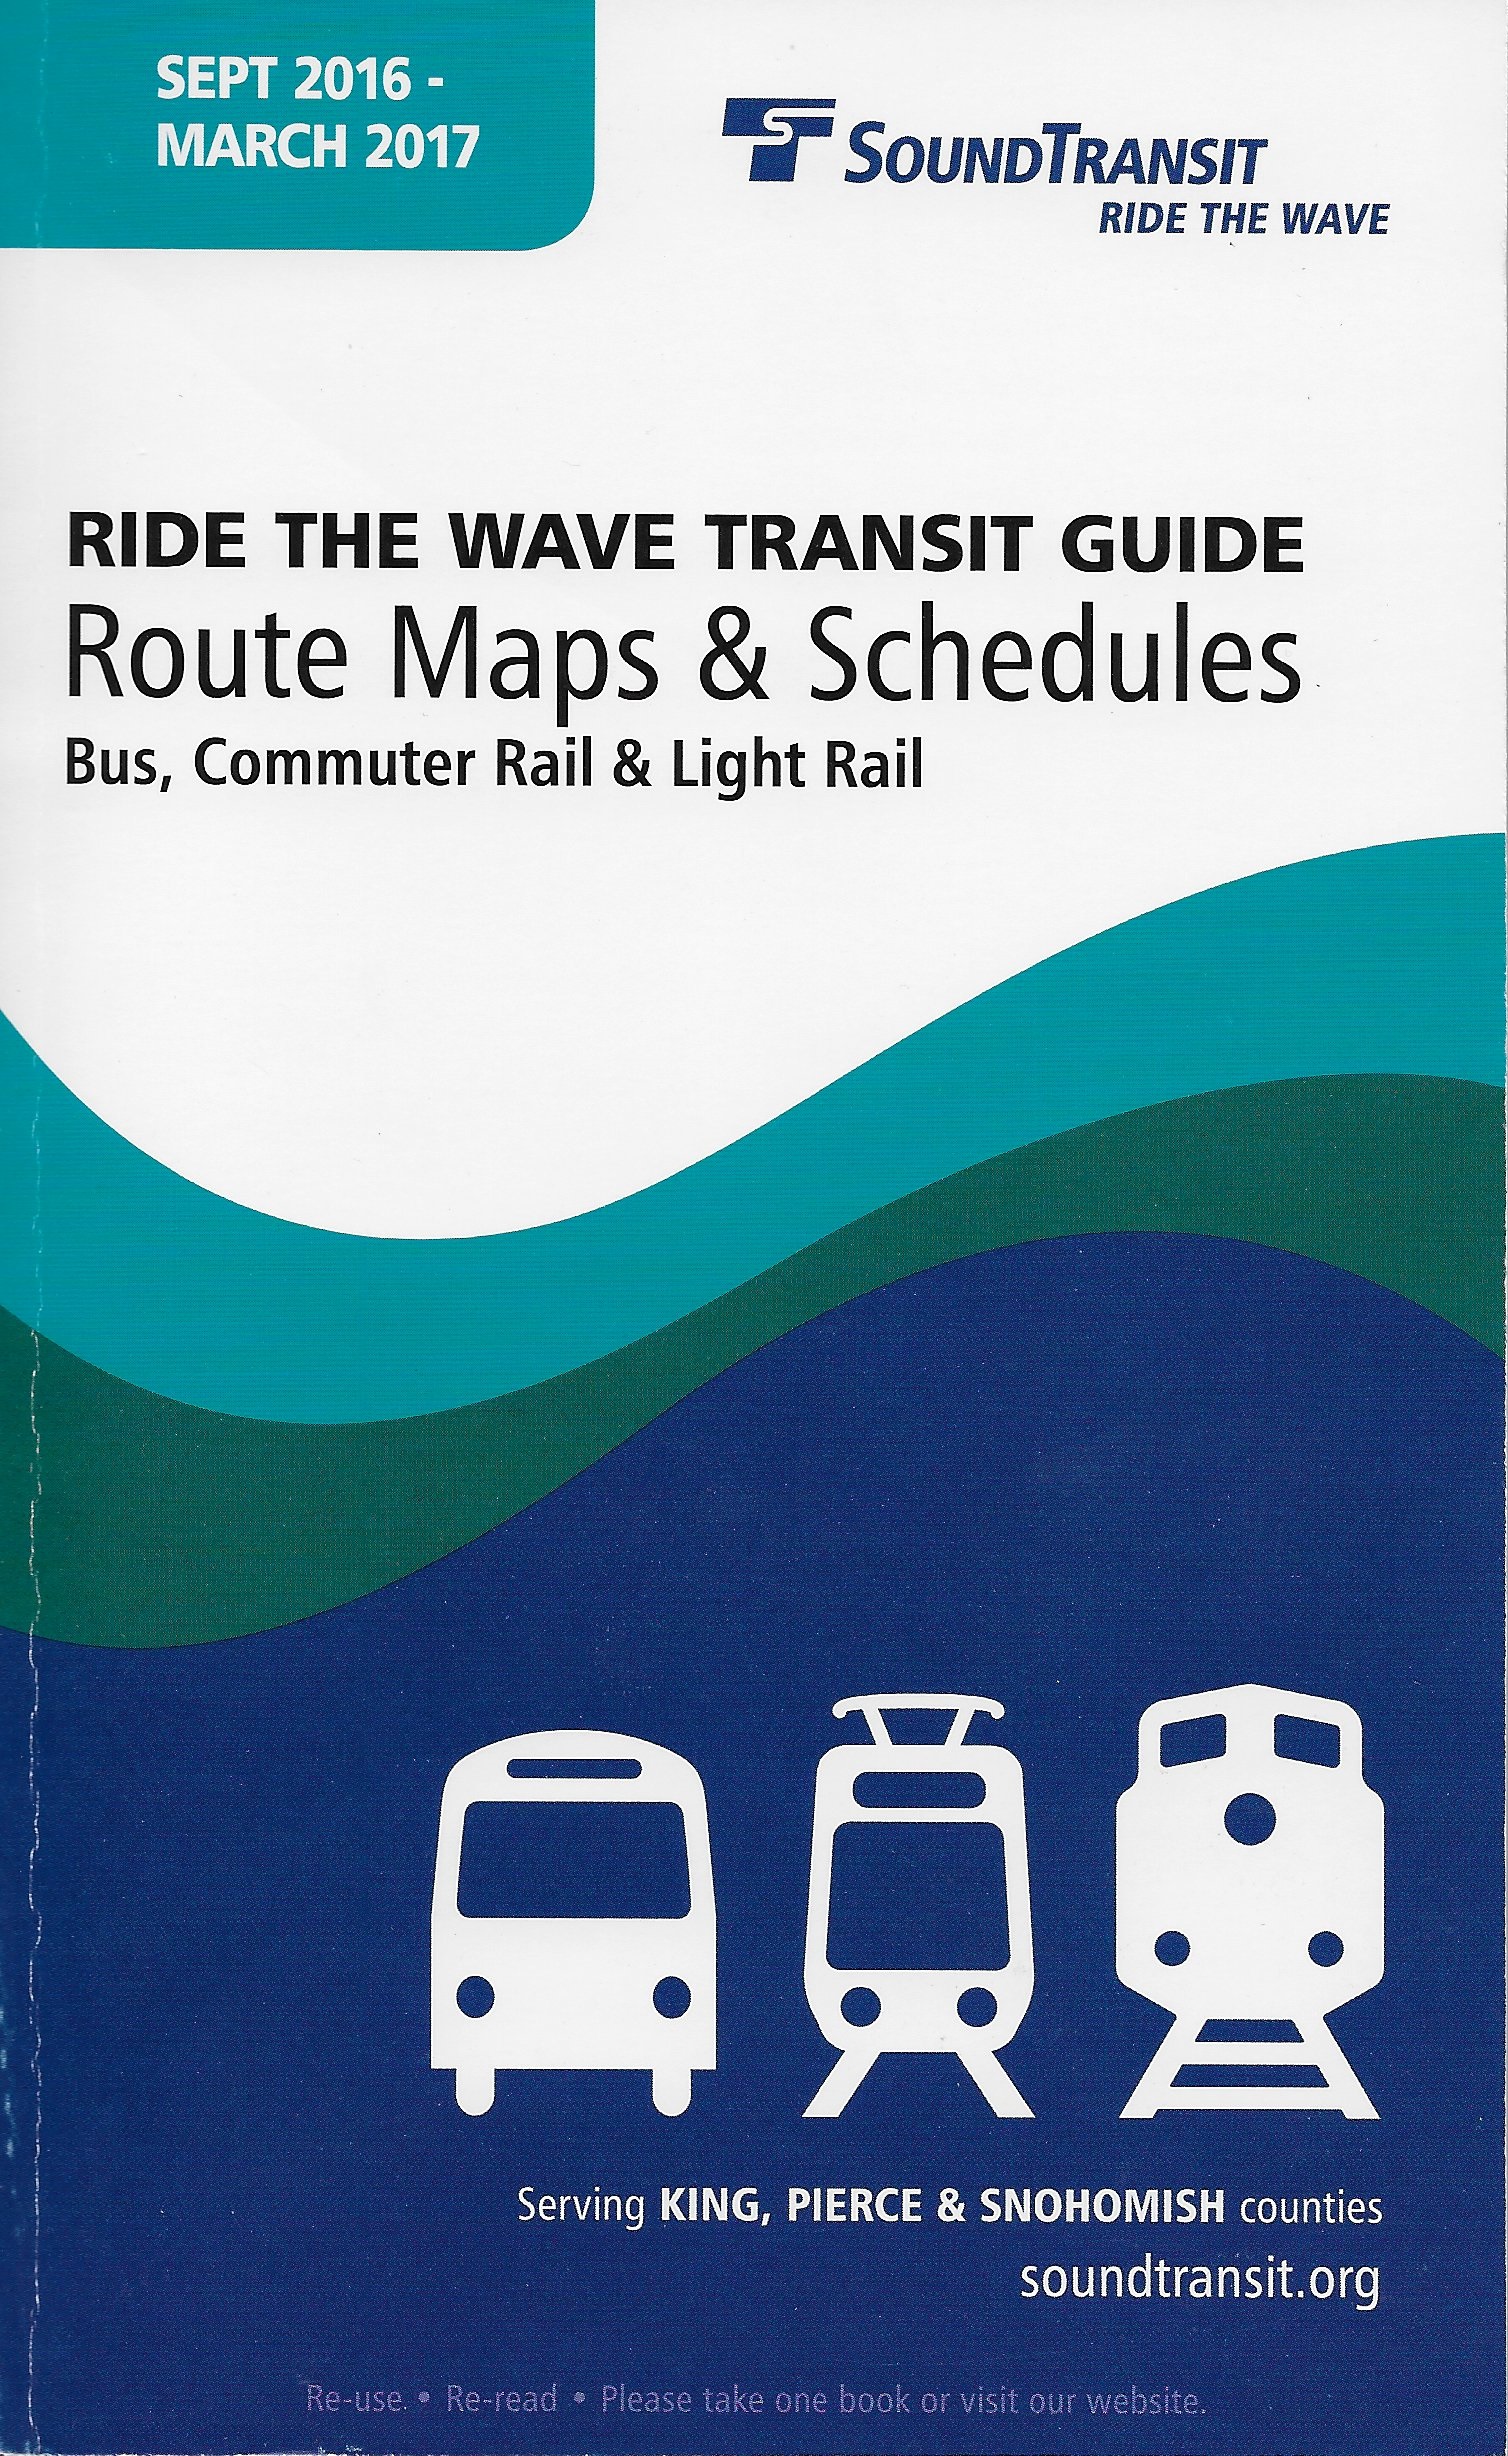 SEPT 2016 -
MARCH 2017
ST SOUNDTRANSIT
RIDE THE WAVE
RIDE THE WAVE TRANSIT GUIDE
Route Maps & Schedules
Bus, Commuter Rail & Light Rail
Serving KING, PIERCE & SNOHOMISH counties
soundtransit.org
Re-use • Re-read • Please take one book or visit our website.